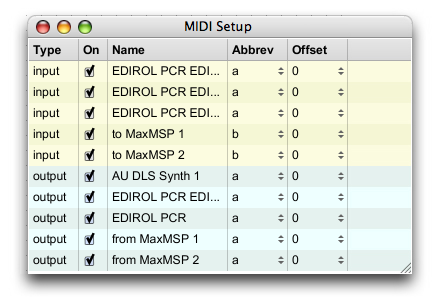 MIDI Setup
Type On Name Abbrev Offset
input EDIROL PCR EDI... a 0
input EDIROL PCR EDI... a 0
input EDIROL PCR EDI... a 0
input to MaxMSP 1 b 0
input to MaxMSP 2 b 0
output AU DLS Synth 1 a 0
output EDIROL PCR EDI... a 0
output EDIROL PCR a 0
output from MaxMSP 1 a 0
output from MaxMSP 2 a 0